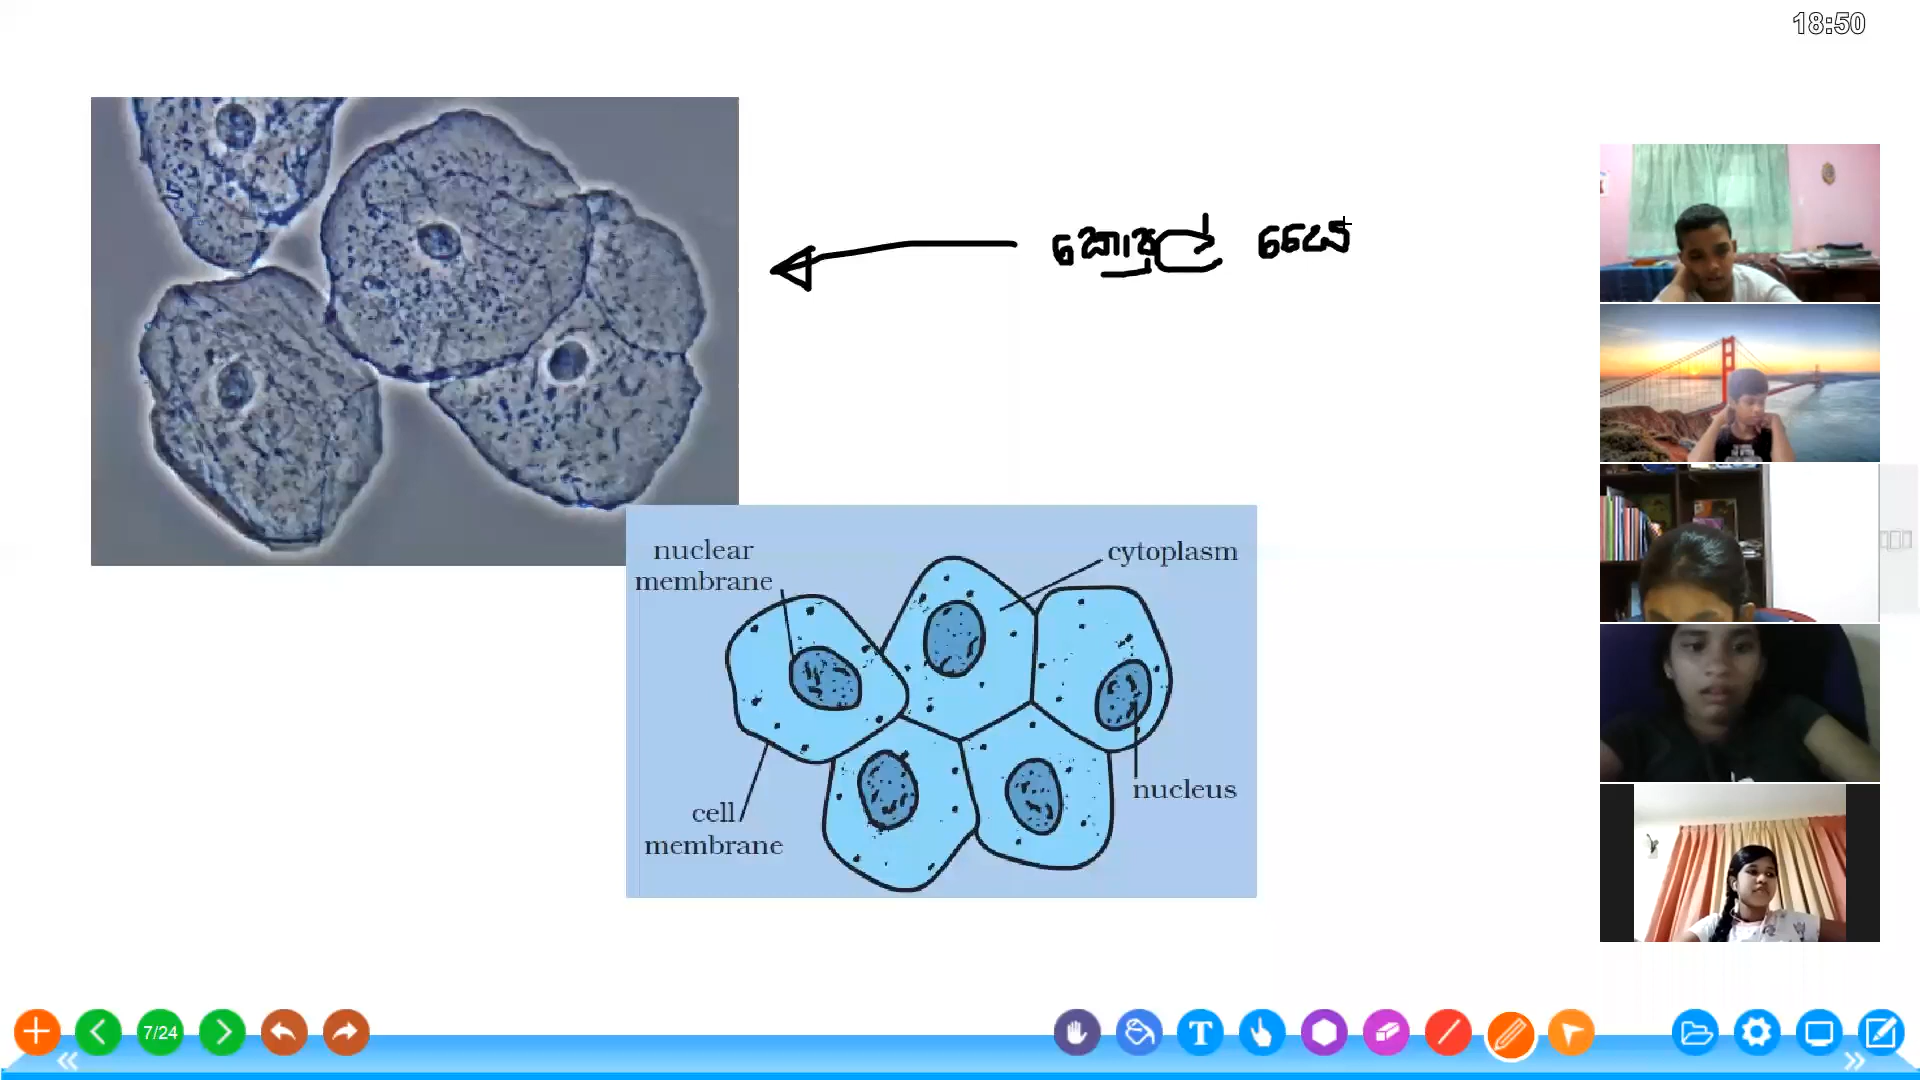 18:50
කොපුල් සෛ
nuclear
membrane
cytoplasm
nucleus
cell
membrane
7/24
T